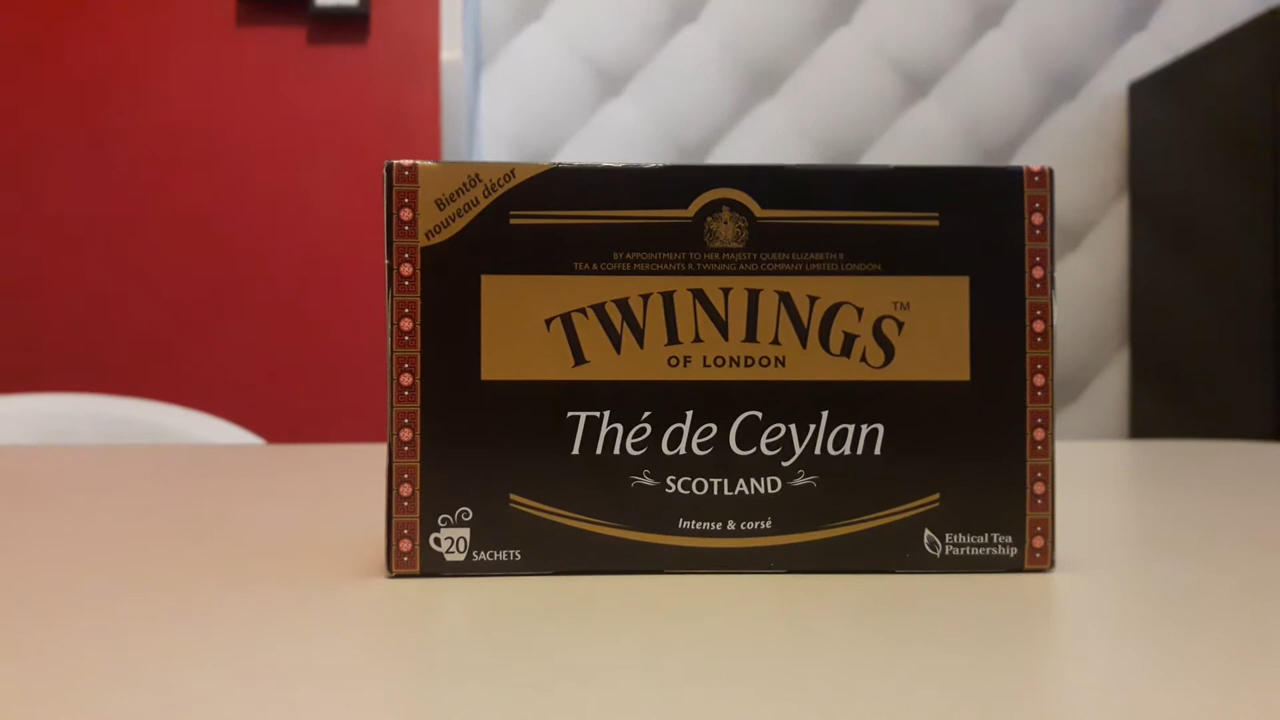 Bientôt
nouveau décor
BY APPOINTMENT TO HER MAJESTY QUEEN ELIZABETH II
TEA & COFFEE MERCHANTS R.TWINING AND COMPANY LIMITED LONDON.
TWININGS™
OF LONDON
Thé de Ceylan
SCOTLAND
Intense & corsé
20 SACHETS
Ethical Tea
Partnership